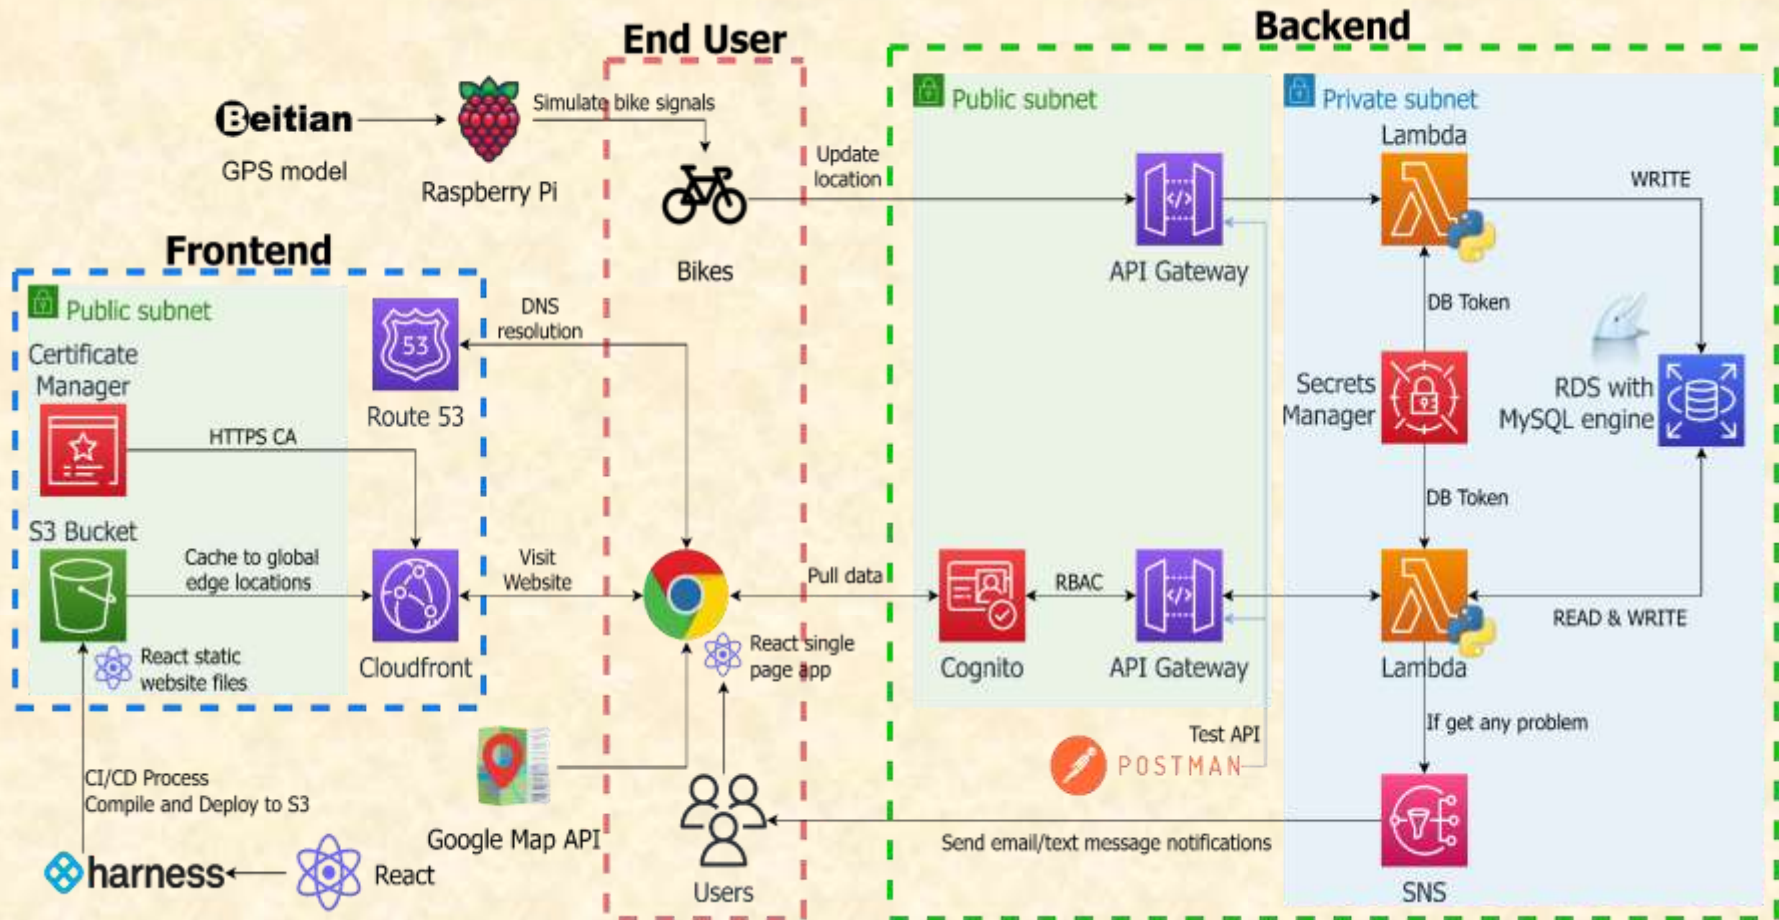 End User
Backend
Beitian
GPS model
Raspberry Pi
Simulate bike signals
Bikes
Update
location
Public subnet
API Gateway
Private subnet
Lambda
WRITE
DB Token
Secrets
Manager
RDS with
MySQL engine
DB Token
READ & WRITE
Lambda
If get any problem
SNS
Frontend
Public subnet
Certificate
Manager
HTTPS CA
53
Route 53
DNS
resolution
S3 Bucket
Cache to global
edge locations
React static
website files
Cloudfront
Visit
Website
React single
page app
Pull data
Cognito
RBAC
</>
API Gateway
</>
Test API
POSTMAN
Google Map API
Users
Send email/text message notifications
CI/CD Process
Compile and Deploy to S3
harness
React